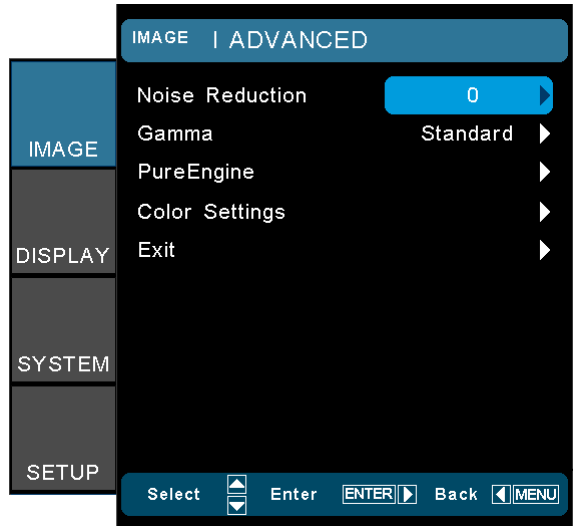 IMAGE | ADVANCED
Noise Reduction 0
Gamma Standard
PureEngine
Color Settings
Exit
IMAGE
DISPLAY
SYSTEM
SETUP
Select Enter ENTER Back MENU